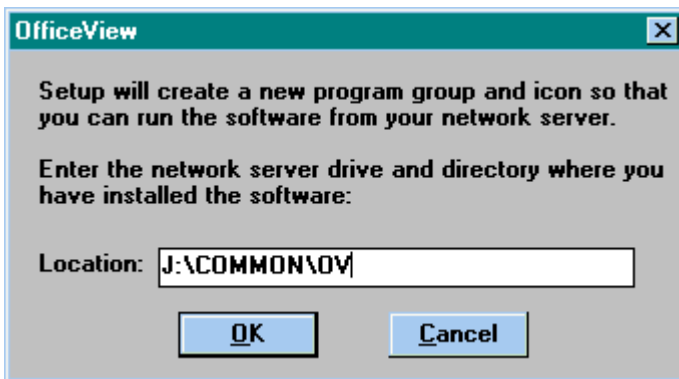 OfficeView
Setup will create a new program group and icon so that
you can run the software from your network server.
Enter the network server drive and directory where you
have installed the software:
Location: J:\COMMON\OV
OK Cancel